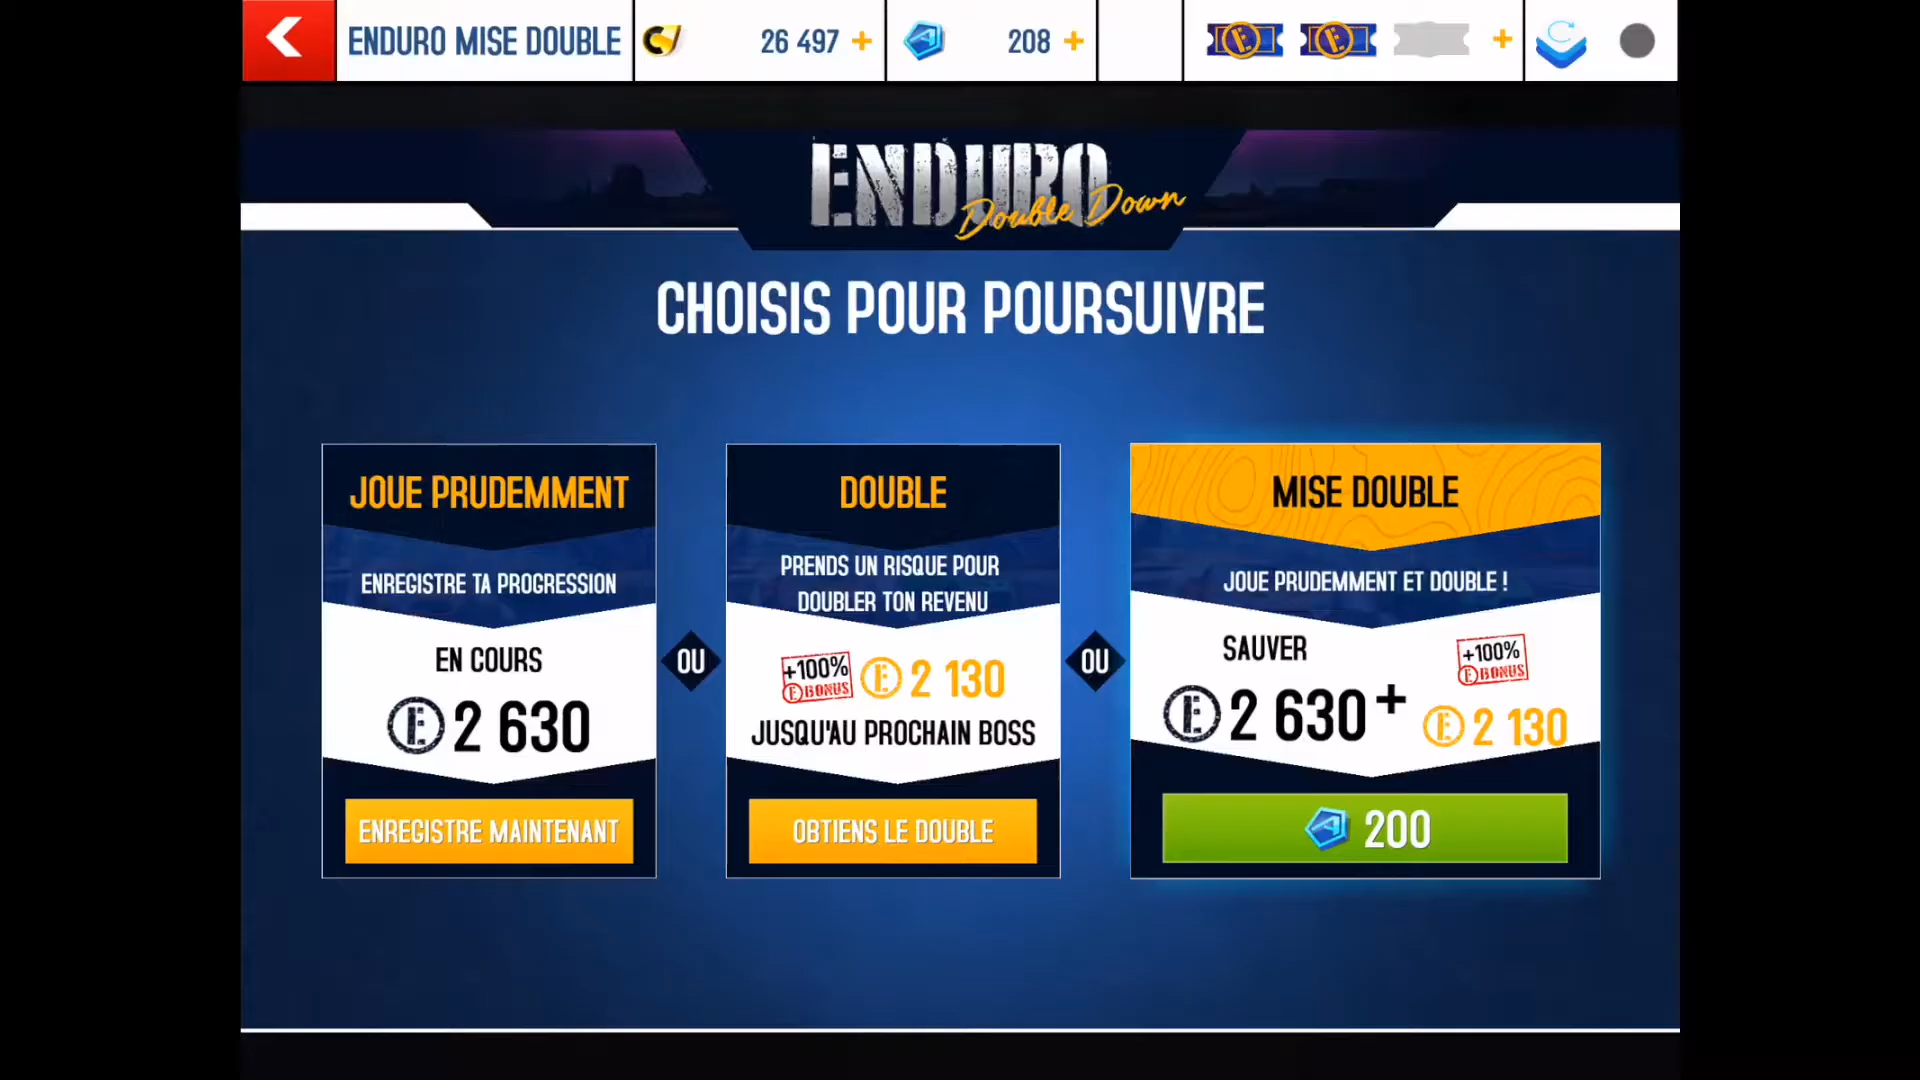 ENDURO MISE DOUBLE
26 497 +
208 +
+
ENDURO
Double Down
CHOISIS POUR POURSUIVRE
JOUE PRUDEMMENT
ENREGISTRE TA PROGRESSION
EN COURS
2 630
ENREGISTRE MAINTENANT
OU
DOUBLE
PRENDS UN RISQUE POUR
DOUBLER TON REVENU
+100%
BONUS
2 130
JUSQU'AU PROCHAIN BOSS
OBTIENS LE DOUBLE
OU
MISE DOUBLE
JOUE PRUDEMMENT ET DOUBLE !
SAUVER
2 630 +
+100%
BONUS
2 130
200